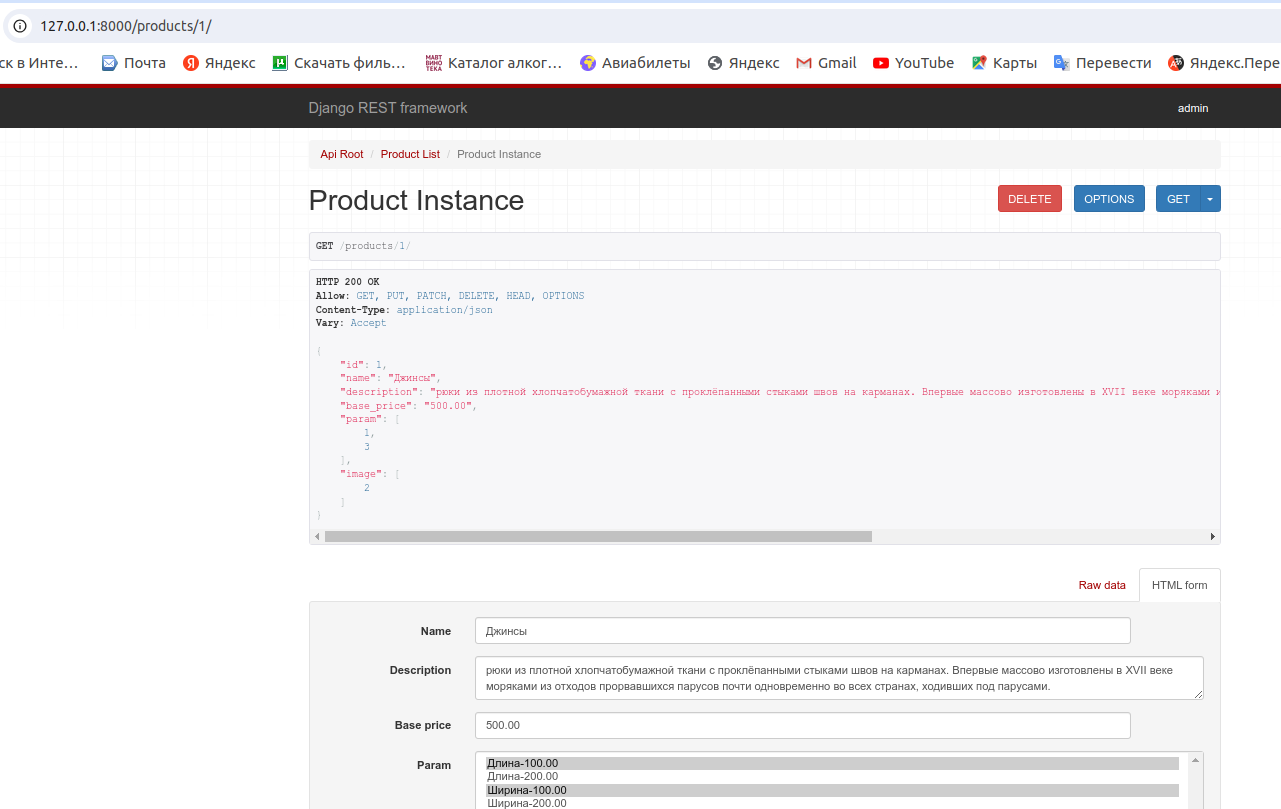 127.0.0.1:8000/products/1/
ск в Инте... Почта Яндекс Скачать филь... Каталог алког... Авиабилеты Яндекс Gmail YouTube Карты Перевести Яндекс.Пере
Django REST framework admin
Api Root / Product List / Product Instance
Product Instance DELETE OPTIONS GET
GET /products/1/
HTTP 200 OK
Allow: GET, PUT, PATCH, DELETE, HEAD, OPTIONS
Content-Type: application/json
Vary: Accept
{
"id": 1,
"name": "Джинсы",
"description": "рюки из плотной хлопчатобумажной ткани с проклёпанными стыками швов на карманах. Впервые массово изготовлены в XVII веке моряками и
"base_price": "500.00",
"param": [
1,
3
],
"image": [
2
]
}
Raw data HTML form
Name Джинсы
Description рюки из плотной хлопчатобумажной ткани с проклёпанными стыками швов на карманах. Впервые массово изготовлены в XVII веке
моряками из отходов прорвавшихся парусов почти одновременно во всех странах, ходивших под парусами.
Base price 500.00
Param Длина-100.00
Длина-200.00
Ширина-100.00
Ширина-200.00